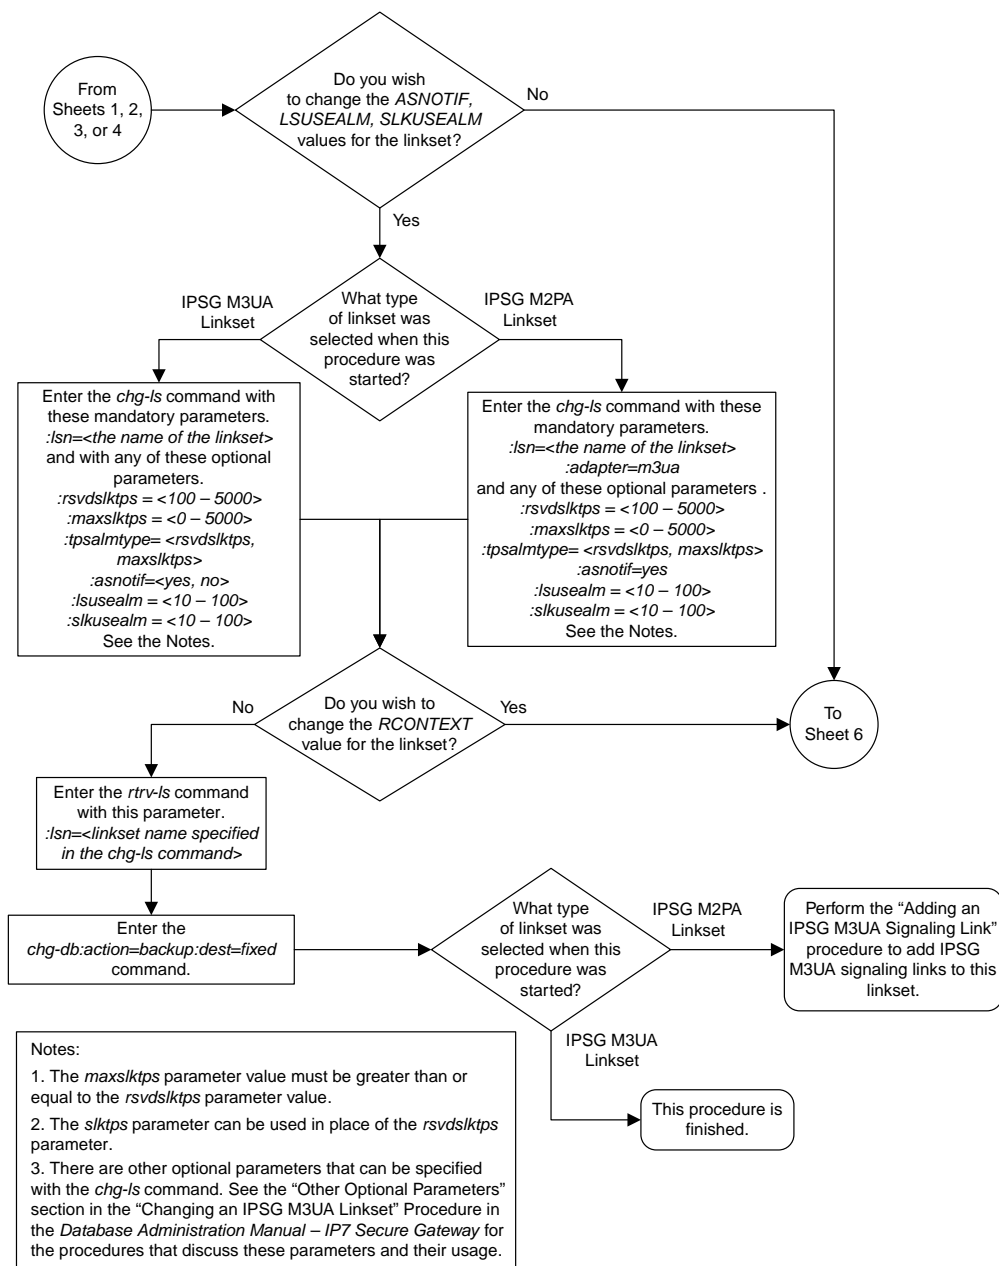 From
Sheets 1, 2,
3, or 4
Do you wish
to change the ASNOTIF,
LSUSEALM, SLKUSEALM
values for the linkset?
No
Yes
IPSG M3UA
Linkset
What type
of linkset was
selected when this
procedure was
started?
IPSG M2PA
Linkset
Enter the chg-ls command with
these mandatory parameters.
:lsn=<the name of the linkset>
and with any of these optional
parameters.
:rsvdslktps = <100 – 5000>
:maxslktps = <0 – 5000>
:tpsalmtype = <rsvdslktps,
maxslktps>
:asnotif=<yes, no>
:lsusealm = <10 – 100>
:slkusealm = <10 – 100>
See the Notes.
Enter the chg-ls command with these
mandatory parameters.
:lsn=<the name of the linkset>
:adapter=m3ua
and any of these optional parameters .
:rsvdslktps = <100 – 5000>
:maxslktps = <0 – 5000>
:tpsalmtype= <rsvdslktps, maxslktps>
:asnotif=yes
:lsusealm = <10 – 100>
:slkusealm = <10 – 100>
See the Notes.
No
Do you wish to
change the RCONTEXT
value for the linkset?
Yes
To
Sheet 6
Enter the rtrv-ls command
with this parameter.
:lsn=<linkset name specified
in the chg-ls command>
Enter the
chg-db:action=backup:dest=fixed
command.
What type
of linkset was
selected when this
procedure was
started?
IPSG M2PA
Linkset
Perform the “Adding an
IPSG M3UA Signaling Link”
procedure to add IPSG
M3UA signaling links to this
linkset.
IPSG M3UA
Linkset
This procedure is
finished.
Notes:
1. The maxslktps parameter value must be greater than or
equal to the rsvdslktps parameter value.
2. The slktps parameter can be used in place of the rsvdslktps
parameter.
3. There are other optional parameters that can be specified
with the chg-ls command. See the “Other Optional Parameters”
section in the “Changing an IPSG M3UA Linkset” Procedure in
the Database Administration Manual – IP7 Secure Gateway for
the procedures that discuss these parameters and their usage.